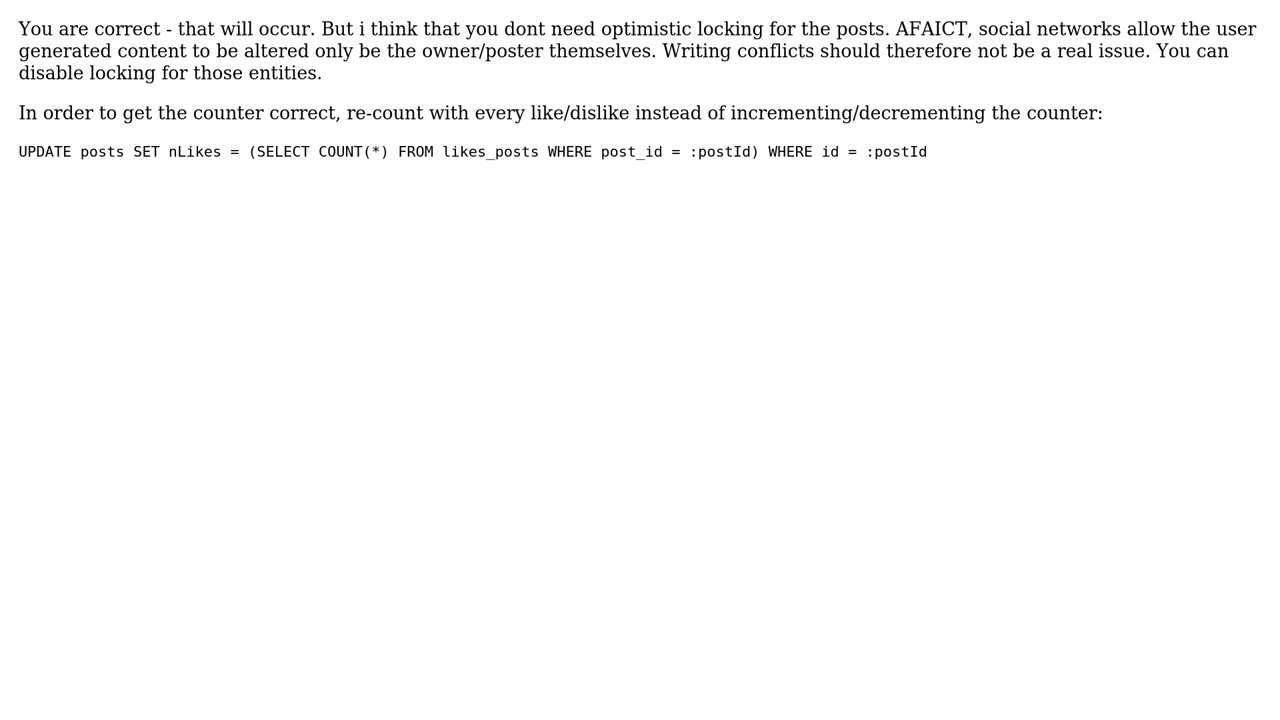 You are correct - that will occur. But i think that you dont need optimistic locking for the posts. AFAICT, social networks allow the user
generated content to be altered only be the owner/poster themselves. Writing conflicts should therefore not be a real issue. You can
disable locking for those entities.
In order to get the counter correct, re-count with every like/dislike instead of incrementing/decrementing the counter:
UPDATE posts SET nLikes = (SELECT COUNT(*) FROM likes_posts WHERE post_id = :postId) WHERE id = :postId